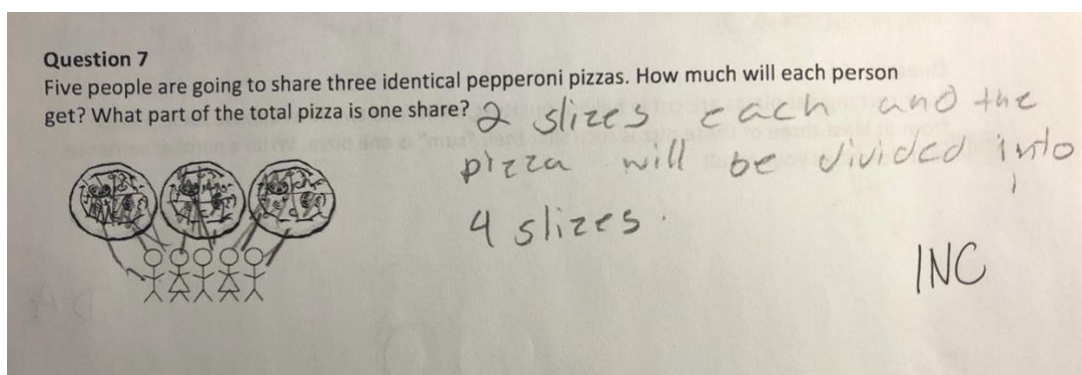 Question 7
Five people are going to share three identical pepperoni pizzas. How much will each person
get? What part of the total pizza is one share? 2 slizes each and the
pizza will be divided into
4 slizes.
INC